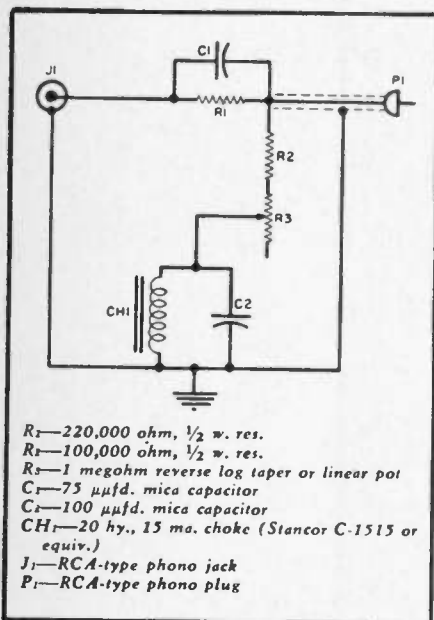 C1
J1
P1
R1
R2
R3
CH1
C2
R1—220,000 ohm, 1/2 w. res.
R2—100,000 ohm, 1/2 w. res.
R3—1 megohm reverse log taper or linear pot
C1—75 μμfd. mica capacitor
C2—100 μμfd. mica capacitor
CH1—20 hy., 15 ma. choke (Stancor C-1515 or
equiv.)
J1—RCA-type phono jack
P1—RCA-type phono plug